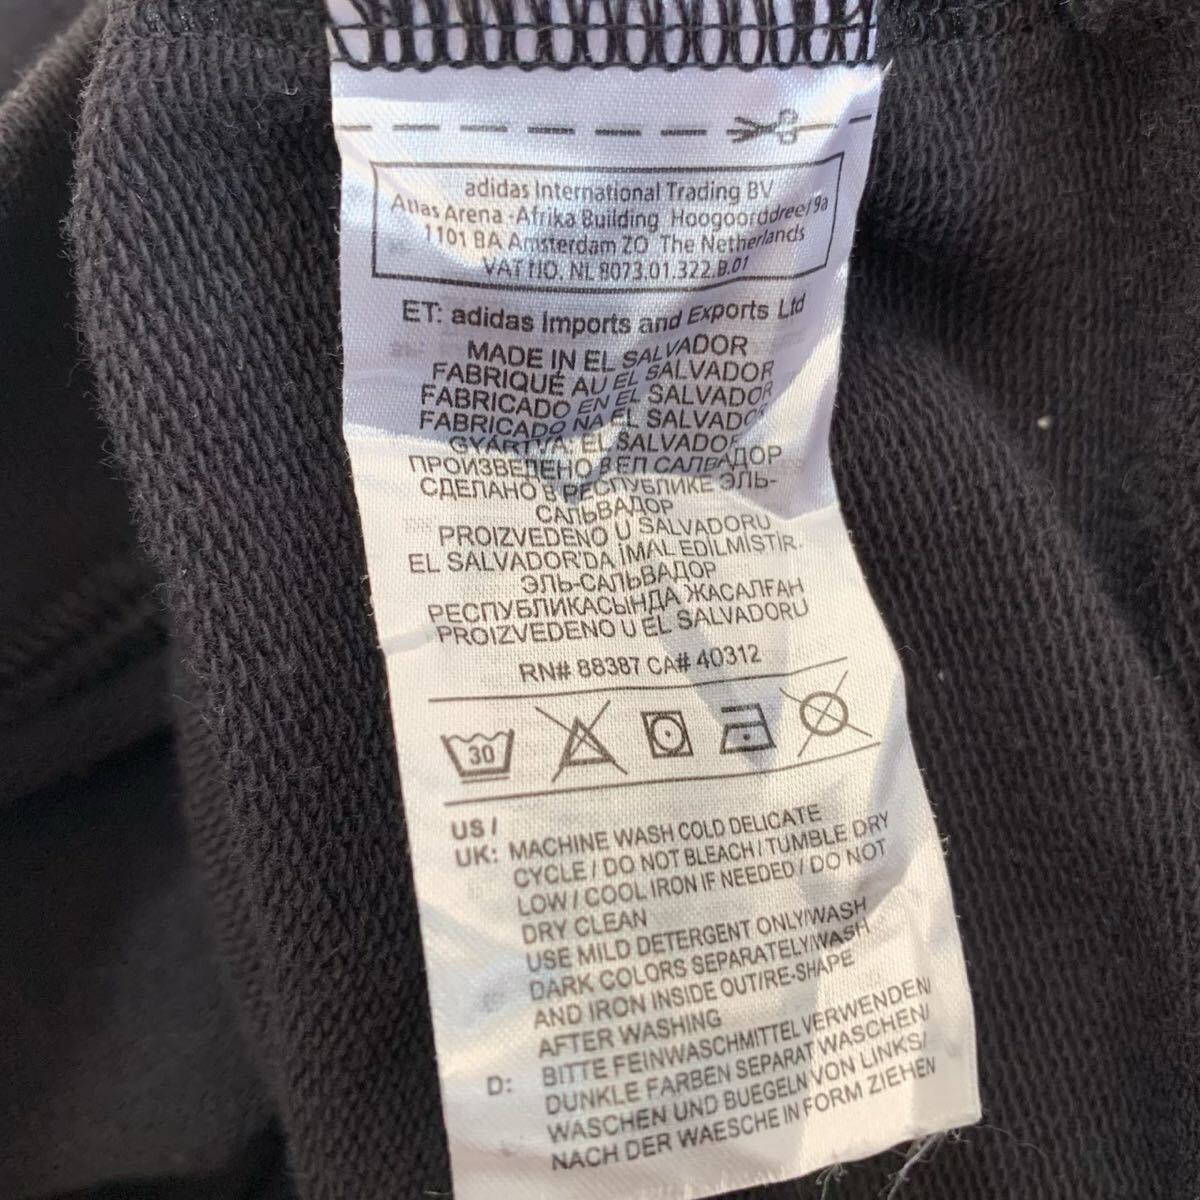 adidas International Trading BV
Atlas Arena - Afrika Building Hoogoorddreef 9a
1101 BA Amsterdam ZO The Netherlands
VAT NO. NL 8073.01.322.B.01
ET: adidas Imports and Exports Ltd
MADE IN EL SALVADOR
FABRIQUÉ AU EL SALVADOR
FABRICADO EN EL SALVADOR
FABRICADO NA EL SALVADOR
GYÁRTVA: EL SALVADOR
ПРОИЗВЕДЕНО В ЕЛ САЛВАДОР
СДЕЛАНО В РЕСПУБЛИКЕ ЭЛЬ-
САЛЬВАДОР
PROIZVEDENO U SALVADORU
EL SALVADOR'DA İMAL EDİLMİSTİR.
ЭЛЬ-САЛЬВАДОР
РЕСПУБЛИКАСЫНДА ЖАСАЛҒАН
PROIZVEDENO U EL SALVADORU
RN# 88387 CA# 40312
30
US /
UK: MACHINE WASH COLD DELICATE
CYCLE / DO NOT BLEACH / TUMBLE DRY
LOW / COOL IRON IF NEEDED / DO NOT
DRY CLEAN
USE MILD DETERGENT ONLY/WASH
DARK COLORS SEPARATELY/WASH
AND IRON INSIDE OUT/RE-SHAPE
AFTER WASHING
D: BITTE FEINWASCHMITTEL VERWENDEN/
DUNKLE FARBEN SEPARAT WASCHEN/
WASCHEN UND BUEGELN VON LINKS/
NACH DER WAESCHE IN FORM ZIEHEN